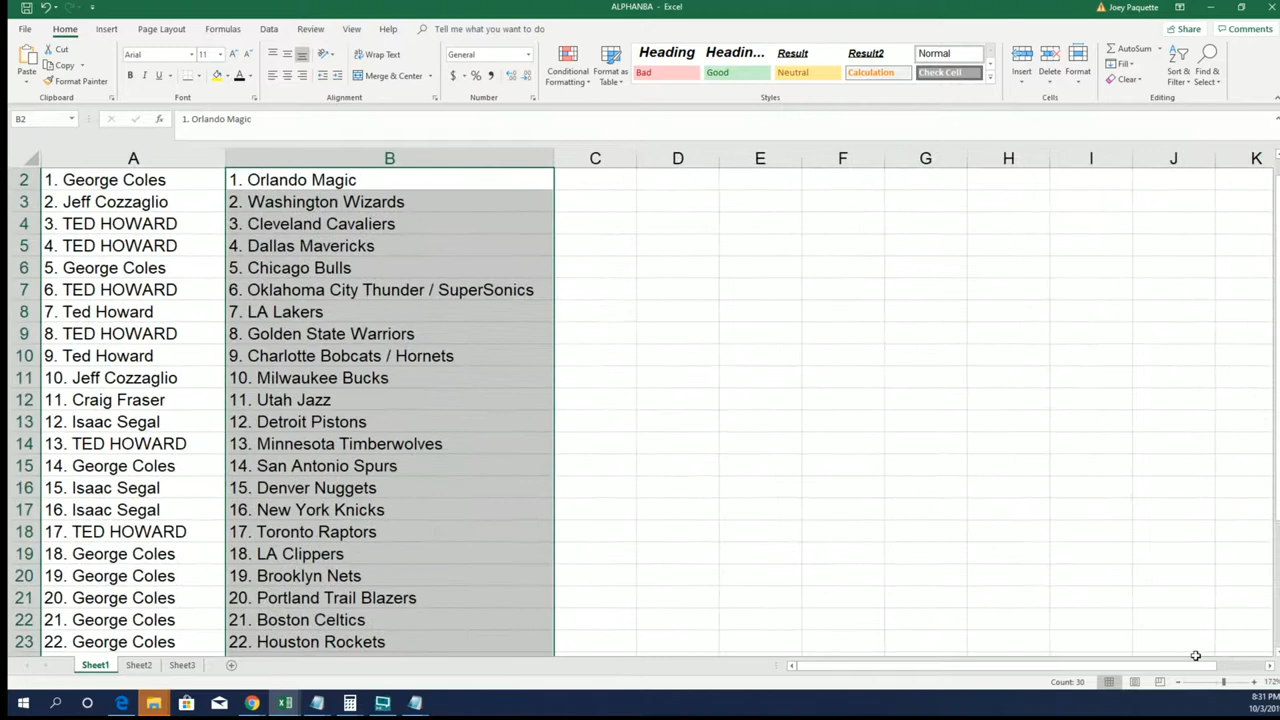 ALPHANBA - Excel
Joey Paquette
File Home Insert Page Layout Formulas Data Review View Help Tell me what you want to do Share Comments
Paste Cut Copy Format Painter Clipboard
Arial 11 B I U A A A Font
Wrap Text Merge & Center Alignment
General $ % , Number
Conditional Formatting Format as Table
Heading Headin... Result Result2 Normal
Bad Good Neutral Calculation Check Cell
Styles
Insert Delete Format Cells
AutoSum Fill Clear Sort & Filter Find & Select Editing
B2 fx 1. Orlando Magic
A B C D E F G H I J K
2 1. George Coles 1. Orlando Magic
3 2. Jeff Cozzaglio 2. Washington Wizards
4 3. TED HOWARD 3. Cleveland Cavaliers
5 4. TED HOWARD 4. Dallas Mavericks
6 5. George Coles 5. Chicago Bulls
7 6. TED HOWARD 6. Oklahoma City Thunder / SuperSonics
8 7. Ted Howard 7. LA Lakers
9 8. TED HOWARD 8. Golden State Warriors
10 9. Ted Howard 9. Charlotte Bobcats / Hornets
11 10. Jeff Cozzaglio 10. Milwaukee Bucks
12 11. Craig Fraser 11. Utah Jazz
13 12. Isaac Segal 12. Detroit Pistons
14 13. TED HOWARD 13. Minnesota Timberwolves
15 14. George Coles 14. San Antonio Spurs
16 15. Isaac Segal 15. Denver Nuggets
17 16. Isaac Segal 16. New York Knicks
18 17. TED HOWARD 17. Toronto Raptors
19 18. George Coles 18. LA Clippers
20 19. George Coles 19. Brooklyn Nets
21 20. George Coles 20. Portland Trail Blazers
22 21. George Coles 21. Boston Celtics
23 22. George Coles 22. Houston Rockets
Sheet1 Sheet2 Sheet3
Count: 30
8:31 PM